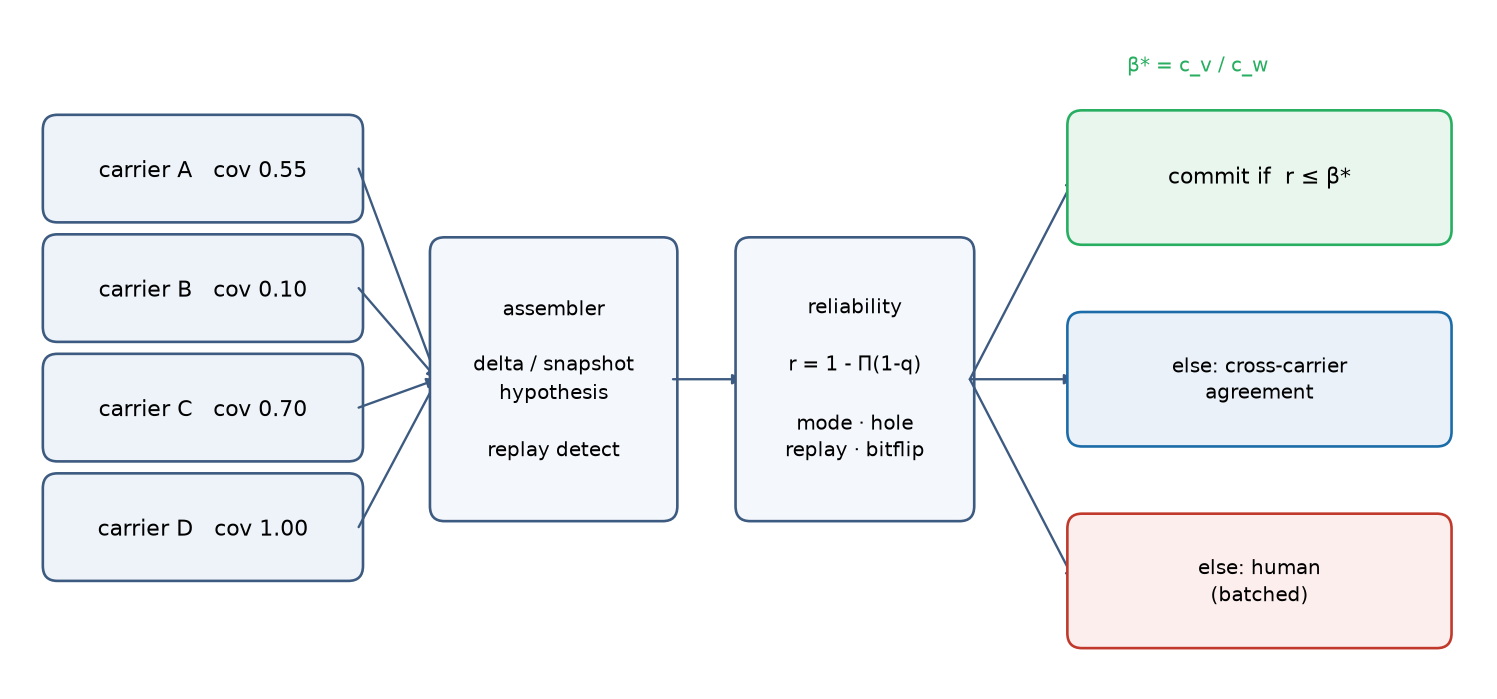 β* = c_v / c_w
carrier A cov 0.55
carrier B cov 0.10
carrier C cov 0.70
carrier D cov 1.00
assembler
delta / snapshot
hypothesis
replay detect
reliability
r = 1 - Π(1-q)
mode · hole
replay · bitflip
commit if r ≤ β*
else: cross-carrier
agreement
else: human
(batched)